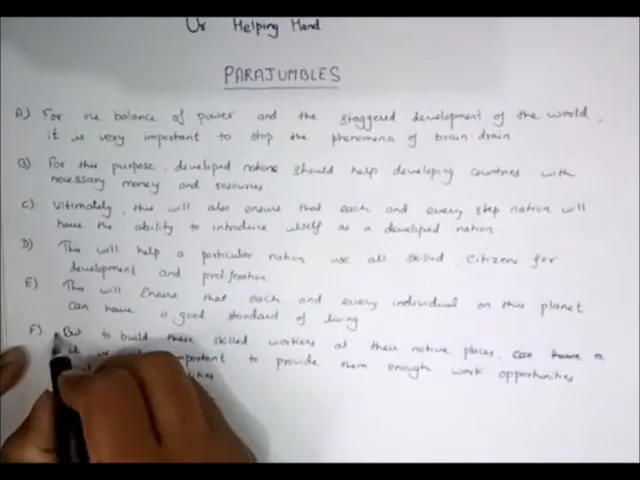 Ur Helping Hand
PARAJUMBLES
A) For the balance of power and the staggered development of the world,
it is very important to stop the phenomena of brain drain
B) For this purpose, developed nations should help developing countries with
necessary money and resources
C) Ultimately, this will also ensure that each and every step nation will
have the ability to introduce itself as a developed nation
D) This will help a particular nation use all skilled citizens for
development and
E) This will Ensure that each and every individual on this planet
can have a good standard of living
F) But to build these skilled workers at their native places, can have a
it important to provide them enough work opportunities